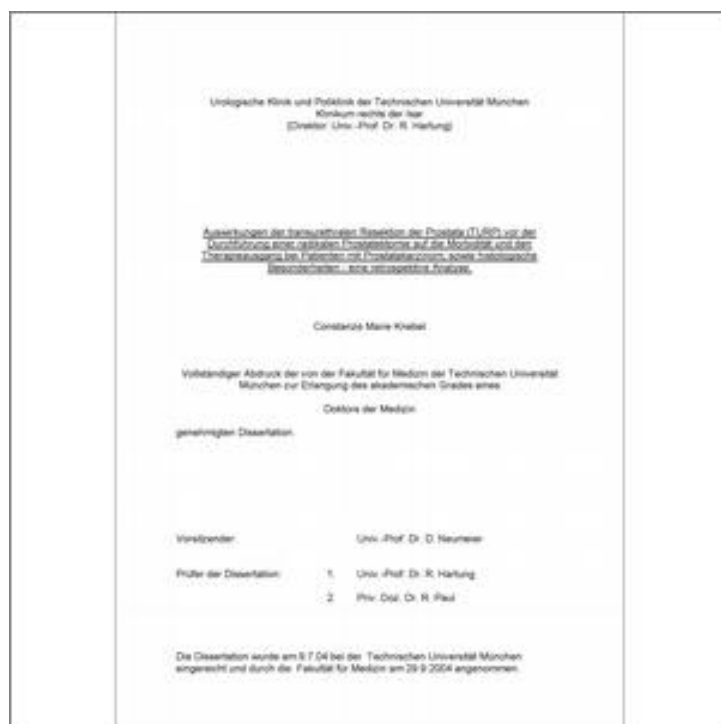 Urologische Klinik und Poliklinik der Technischen Universität München
Klinikum rechts der Isar
(Direktor: Univ.-Prof. Dr. R. Hartung)
Auswirkungen der transurethralen Resektion der Prostata (TURP) vor der
Durchführung einer radikalen Prostatektomie auf die Morbidität und den
Therapieausgang bei Patienten mit Prostatakarzinom, sowie histologische
Besonderheiten - eine retrospektive Analyse.
Constanze Marie Knebel
Vollständiger Abdruck der von der Fakultät für Medizin der Technischen Universität
München zur Erlangung des akademischen Grades eines
Doktors der Medizin
genehmigten Dissertation.
Vorsitzender: Univ.-Prof. Dr. D. Neumeier
Prüfer der Dissertation: 1. Univ.-Prof. Dr. R. Hartung
2. Priv. Doz. Dr. R. Paul
Die Dissertation wurde am 9.7.04 bei der Technischen Universität München
eingereicht und durch die Fakultät für Medizin am 29.9.2004 angenommen.